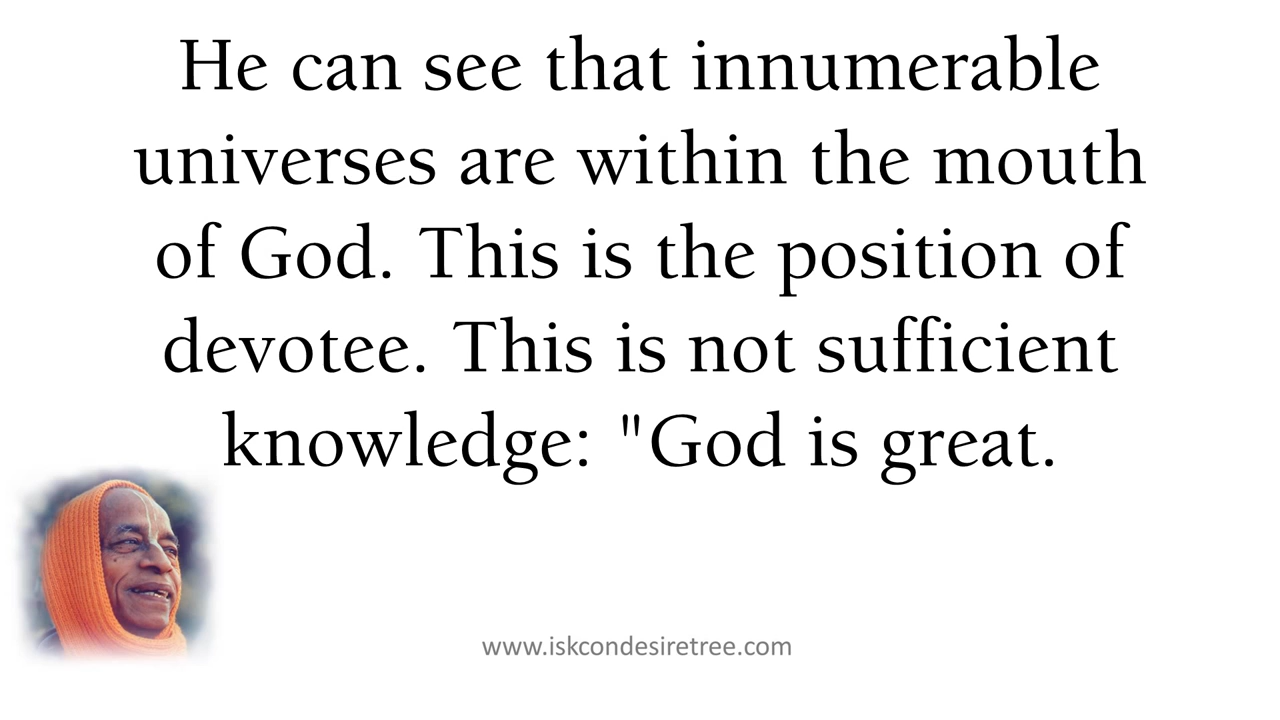 He can see that innumerable
universes are within the mouth
of God. This is the position of
devotee. This is not sufficient
knowledge: "God is great.
www.iskcondesiretree.com